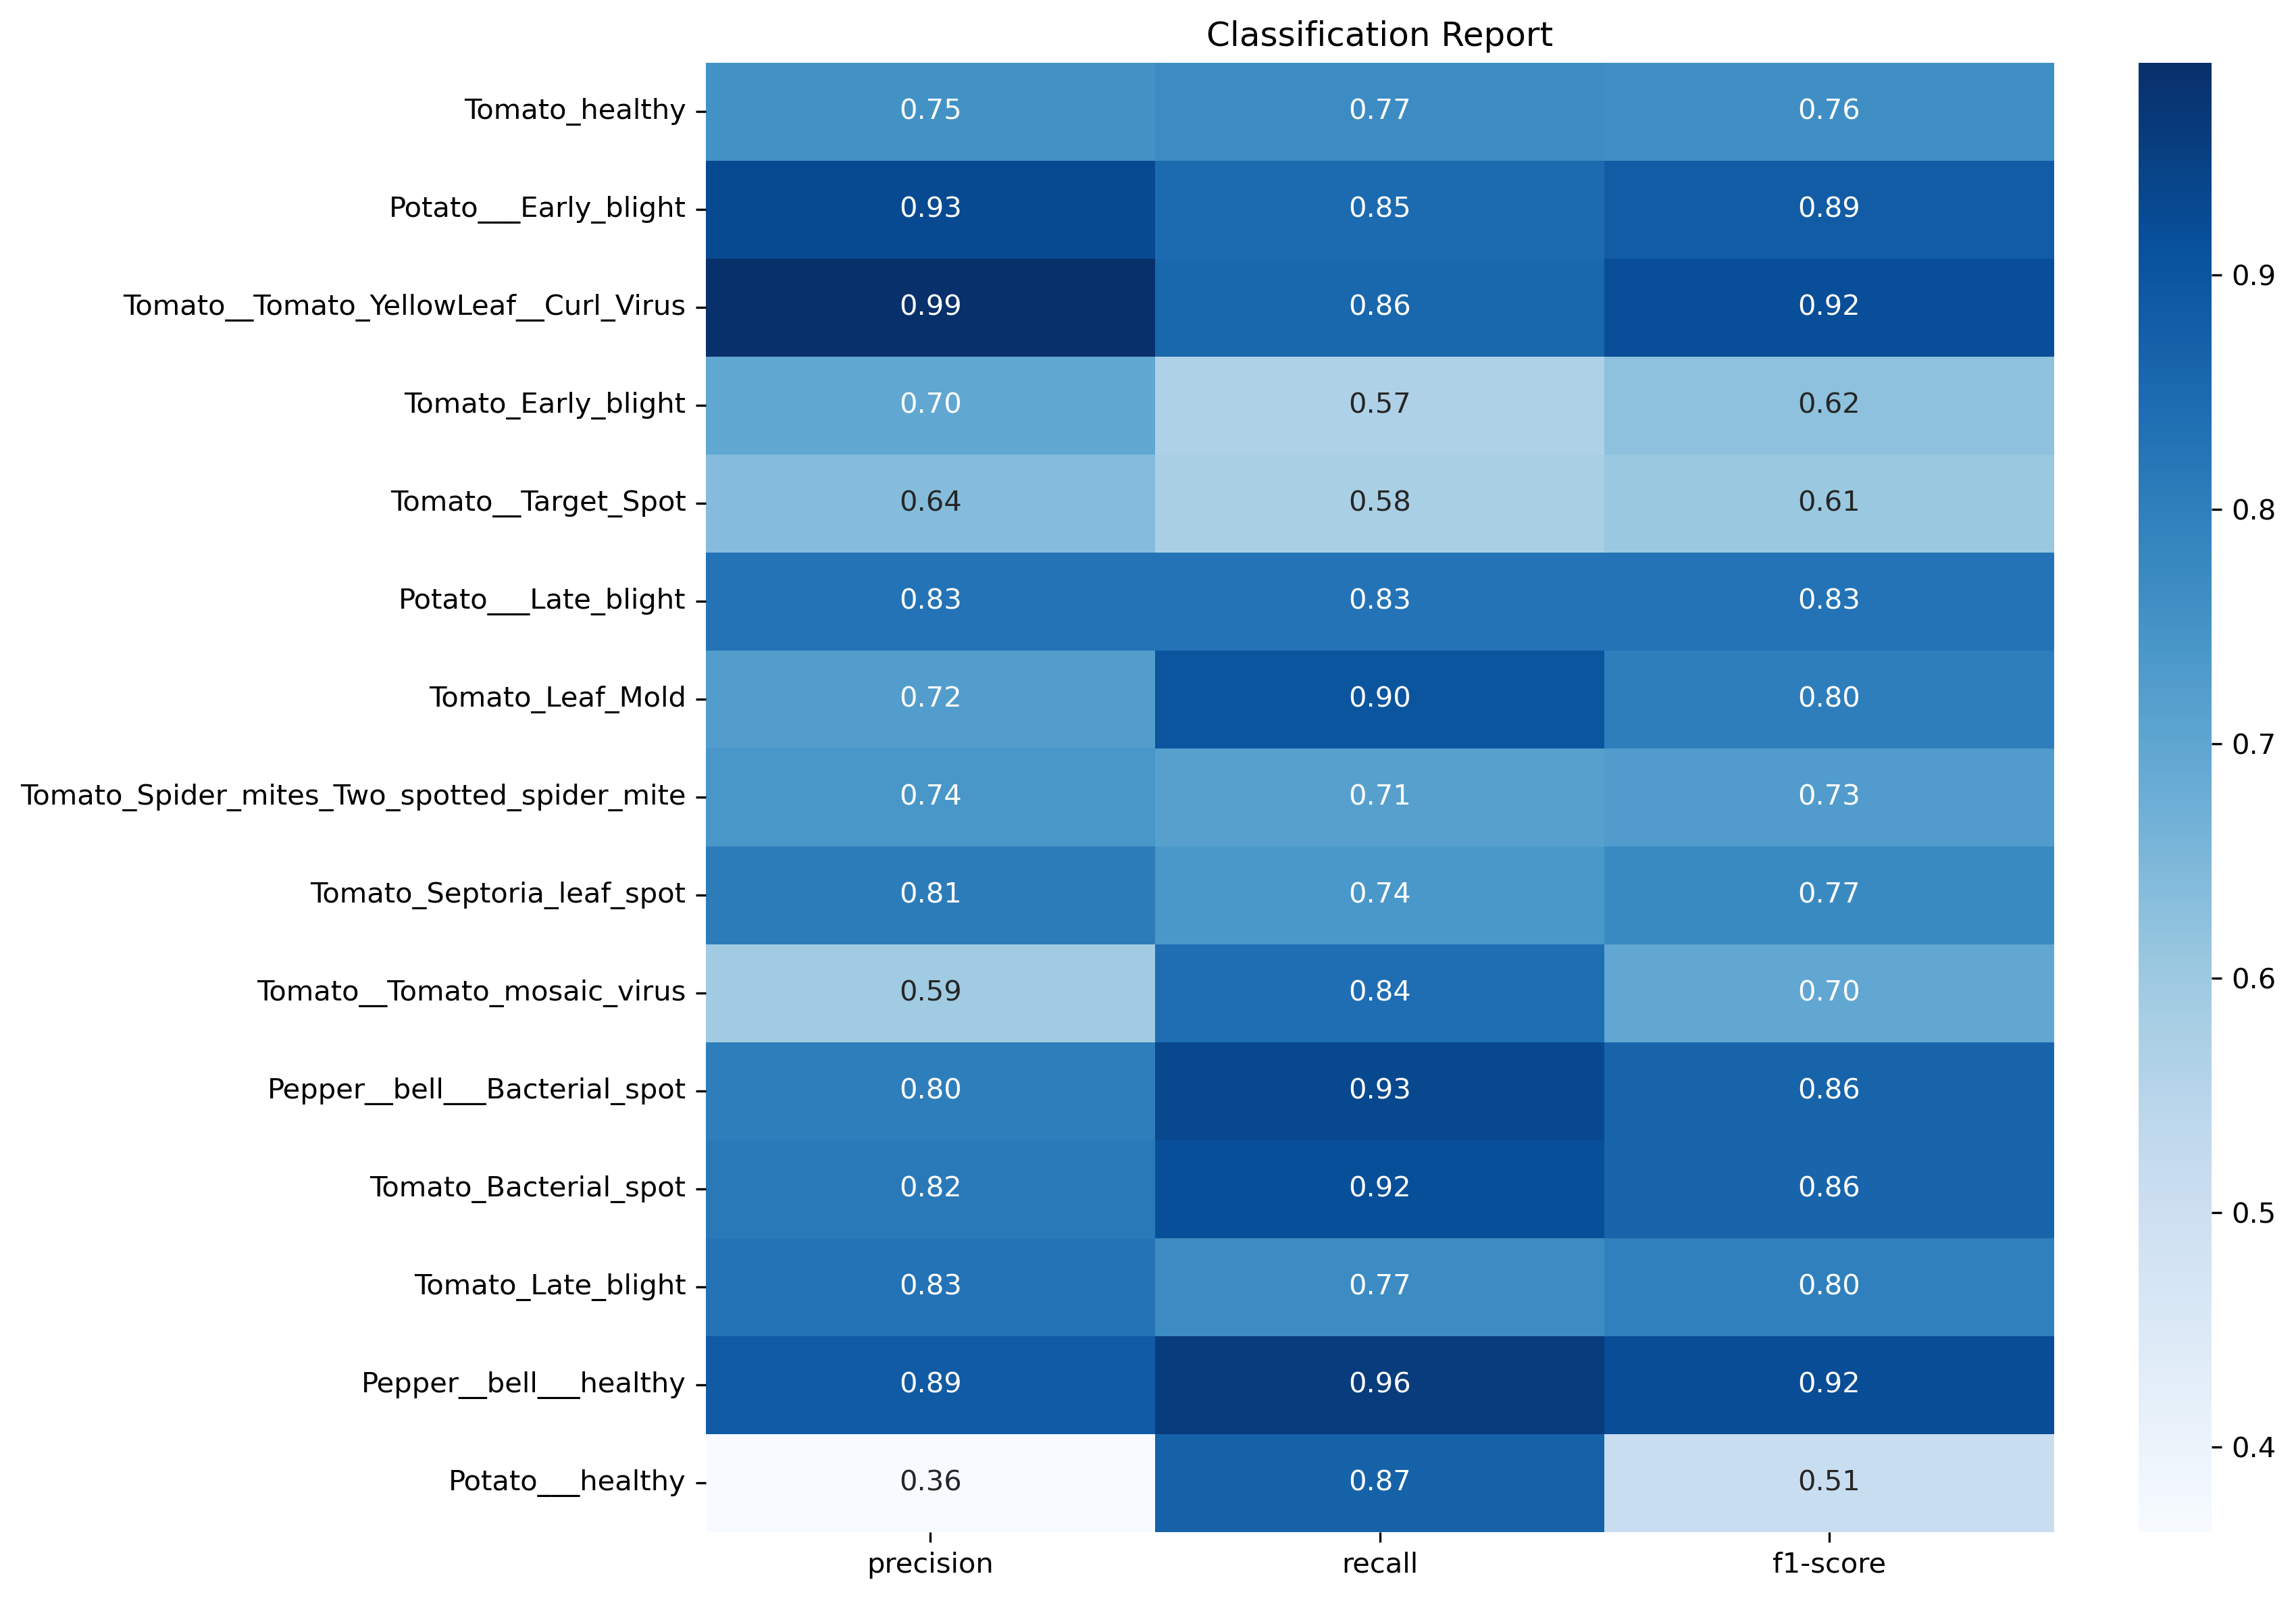 Classification Report
Tomato_healthy 0.75 0.77 0.76
Potato___Early_blight 0.93 0.85 0.89
Tomato__Tomato_YellowLeaf__Curl_Virus 0.99 0.86 0.92
Tomato_Early_blight 0.70 0.57 0.62
Tomato__Target_Spot 0.64 0.58 0.61
Potato___Late_blight 0.83 0.83 0.83
Tomato_Leaf_Mold 0.72 0.90 0.80
Tomato_Spider_mites_Two_spotted_spider_mite 0.74 0.71 0.73
Tomato_Septoria_leaf_spot 0.81 0.74 0.77
Tomato__Tomato_mosaic_virus 0.59 0.84 0.70
Pepper__bell___Bacterial_spot 0.80 0.93 0.86
Tomato_Bacterial_spot 0.82 0.92 0.86
Tomato_Late_blight 0.83 0.77 0.80
Pepper__bell___healthy 0.89 0.96 0.92
Potato___healthy 0.36 0.87 0.51
precision recall f1-score
0.9
0.8
0.7
0.6
0.5
0.4